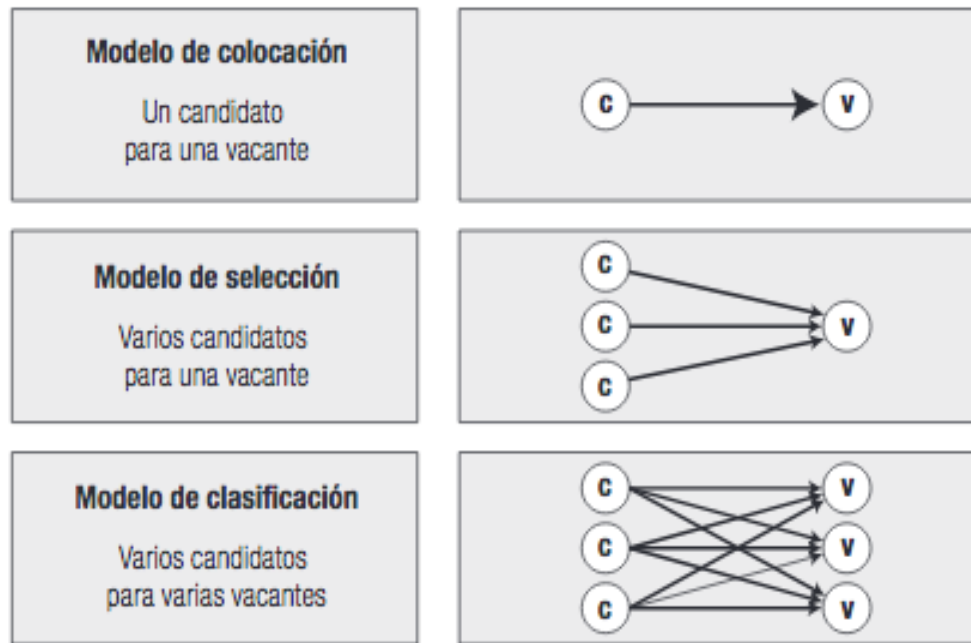 Modelo de colocación
Un candidato
para una vacante
C
V
Modelo de selección
Varios candidatos
para una vacante
C
C
V
C
Modelo de clasificación
Varios candidatos
para varias vacantes
C
V
C
V
C
V